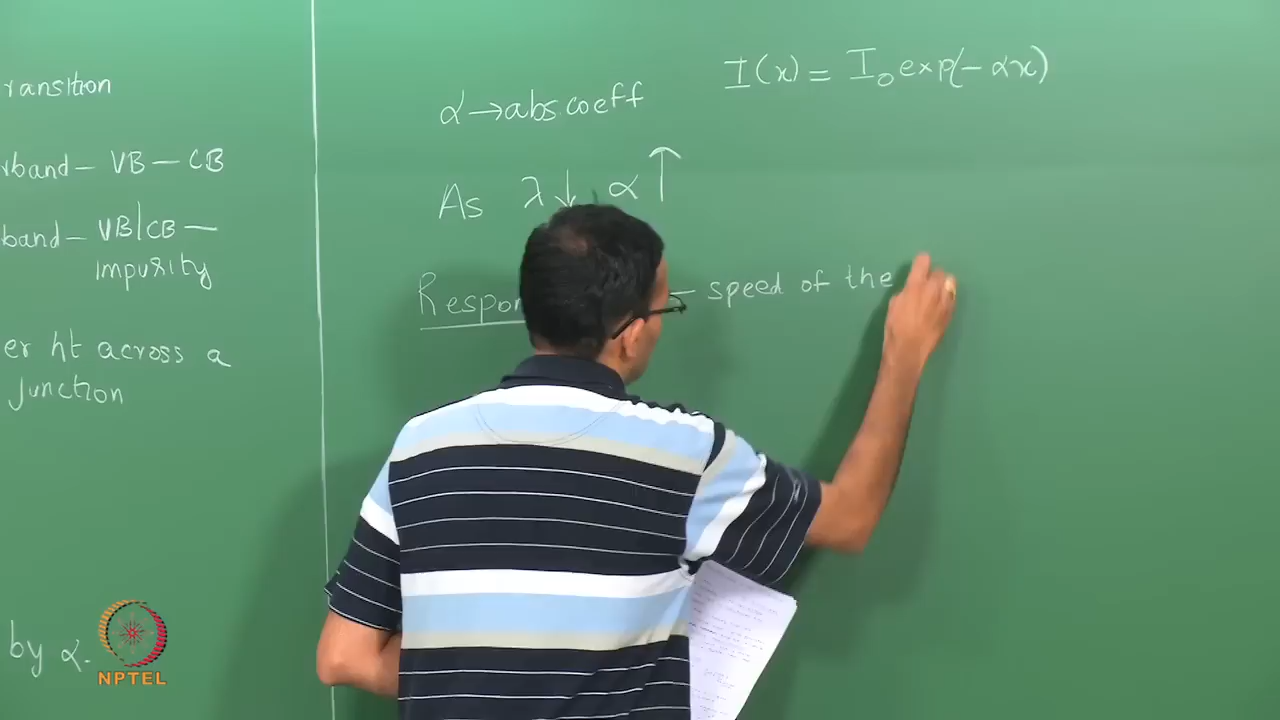 ransition
rband – VB – CB
band – VB/CB –
impurity
er ht across a
junction
by α.
α → abs coeff
I(x) = I₀ exp(– αx)
As λ ↓ α ↑
– speed of the
NPTEL